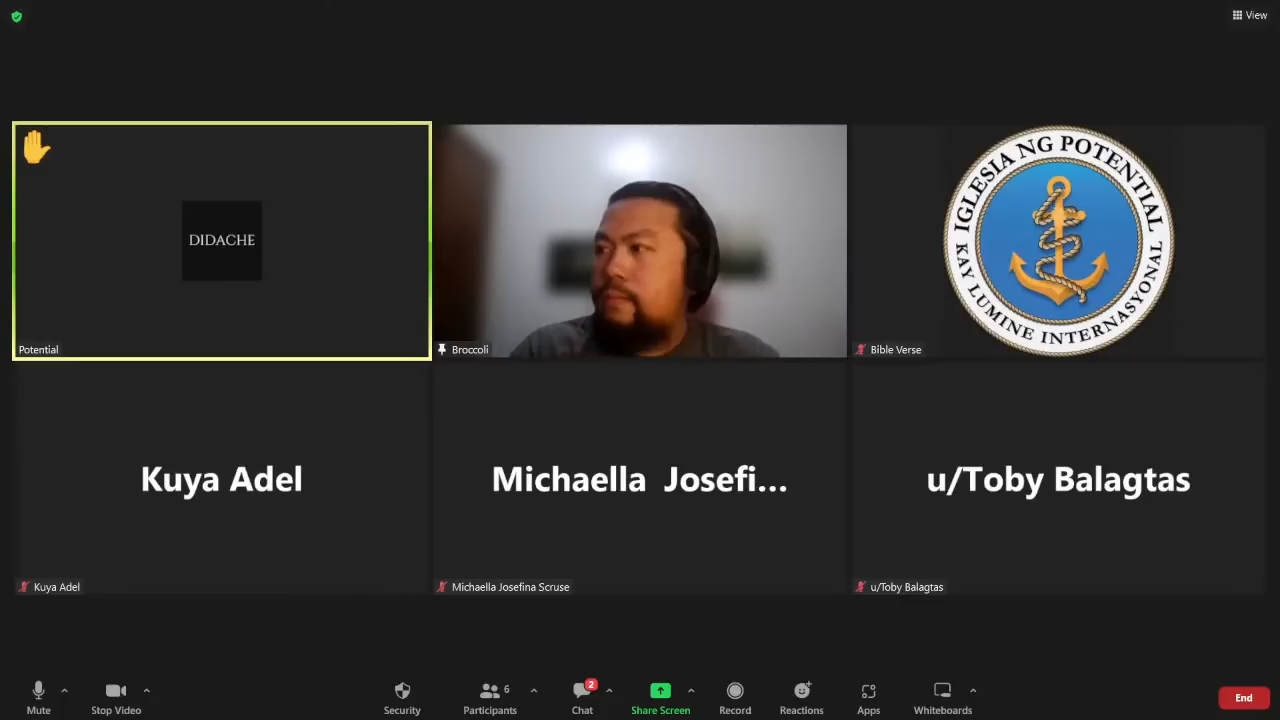 View
DIDACHE
Potential
Broccoli
IGLESIA NG POTENTIAL
KAY LUMINE INTERNASYONAL
Bible Verse
Kuya Adel
Michaella Josefi...
u/Toby Balagtas
Kuya Adel
Michaella Josefina Scruse
u/Toby Balagtas
Mute
Stop Video
Security
6
Participants
2
Chat
Share Screen
Record
Reactions
Apps
Whiteboards
End